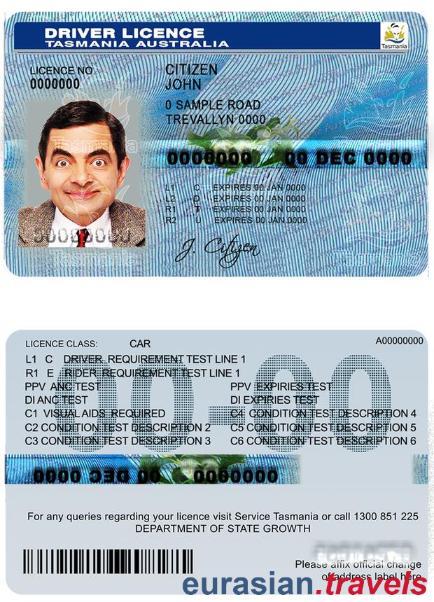 DRIVER LICENCE
TASMANIA AUSTRALIA
Tasmania
LICENCE NO
0000000
CITIZEN
JOHN
0 SAMPLE ROAD
TREVALLYN 0000
0000000 00 DEC 0000
L1 C EXPIRES 00 JAN 0000
L2 D EXPIRES 00 JAN 0000
R1 T EXPIRES 00 JAN 0000
R2 U EXPIRES 00 JAN 0000
J. Citizen
LICENCE CLASS: CAR
A00000000
L1 C DRIVER REQUIREMENT TEST LINE 1
R1 E RIDER REQUIREMENT TEST LINE 1
PPV ANC TEST PPV EXPIRIES TEST
DI ANC TEST DI EXPIRIES TEST
C1 VISUAL AIDS REQUIRED C4 CONDITION TEST DESCRIPTION 4
C2 CONDITION TEST DESCRIPTION 2 C5 CONDITION TEST DESCRIPTION 5
C3 CONDITION TEST DESCRIPTION 3 C6 CONDITION TEST DESCRIPTION 6
00-00
0000000 00 DEC 0000
For any queries regarding your licence visit Service Tasmania or call 1300 851 225
DEPARTMENT OF STATE GROWTH
Please affix official change
of address label here
eurasian.travels